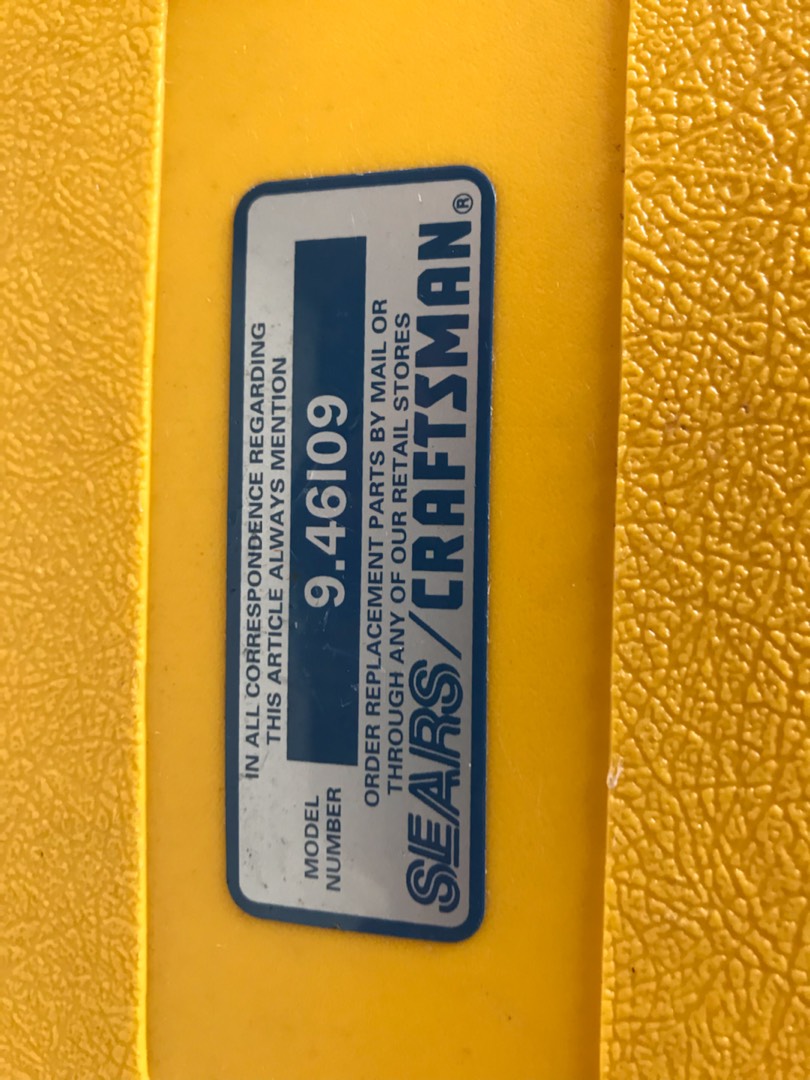 IN ALL CORRESPONDENCE REGARDING
THIS ARTICLE ALWAYS MENTION
MODEL
NUMBER
9.46109
ORDER REPLACEMENT PARTS BY MAIL OR
THROUGH ANY OF OUR RETAIL STORES
SEARS/CRAFTSMAN®